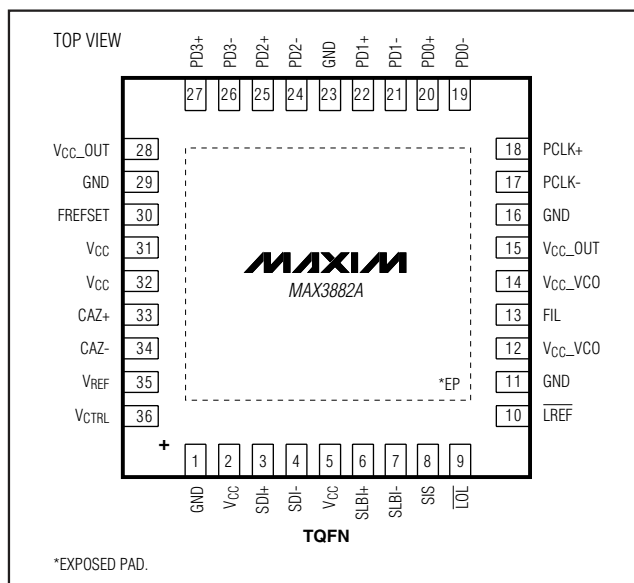 TOP VIEW
PD3+
PD3-
PD2+
PD2-
GND
PD1+
PD1-
PD0+
PD0-
27 26 25 24 23 22 21 20 19
VCC_OUT 28
GND 29
FREFSET 30
VCC 31
VCC 32
CAZ+ 33
CAZ- 34
VREF 35
VCTRL 36
18 PCLK+
17 PCLK-
16 GND
15 VCC_OUT
14 VCC_VCO
13 FIL
12 VCC_VCO
11 GND
10 LREF
MAXIM
MAX3882A
*EP
+
1 2 3 4 5 6 7 8 9
GND
VCC
SDI+
SDI-
VCC
SLBI+
SLBI-
SIS
LOL
TQFN
*EXPOSED PAD.